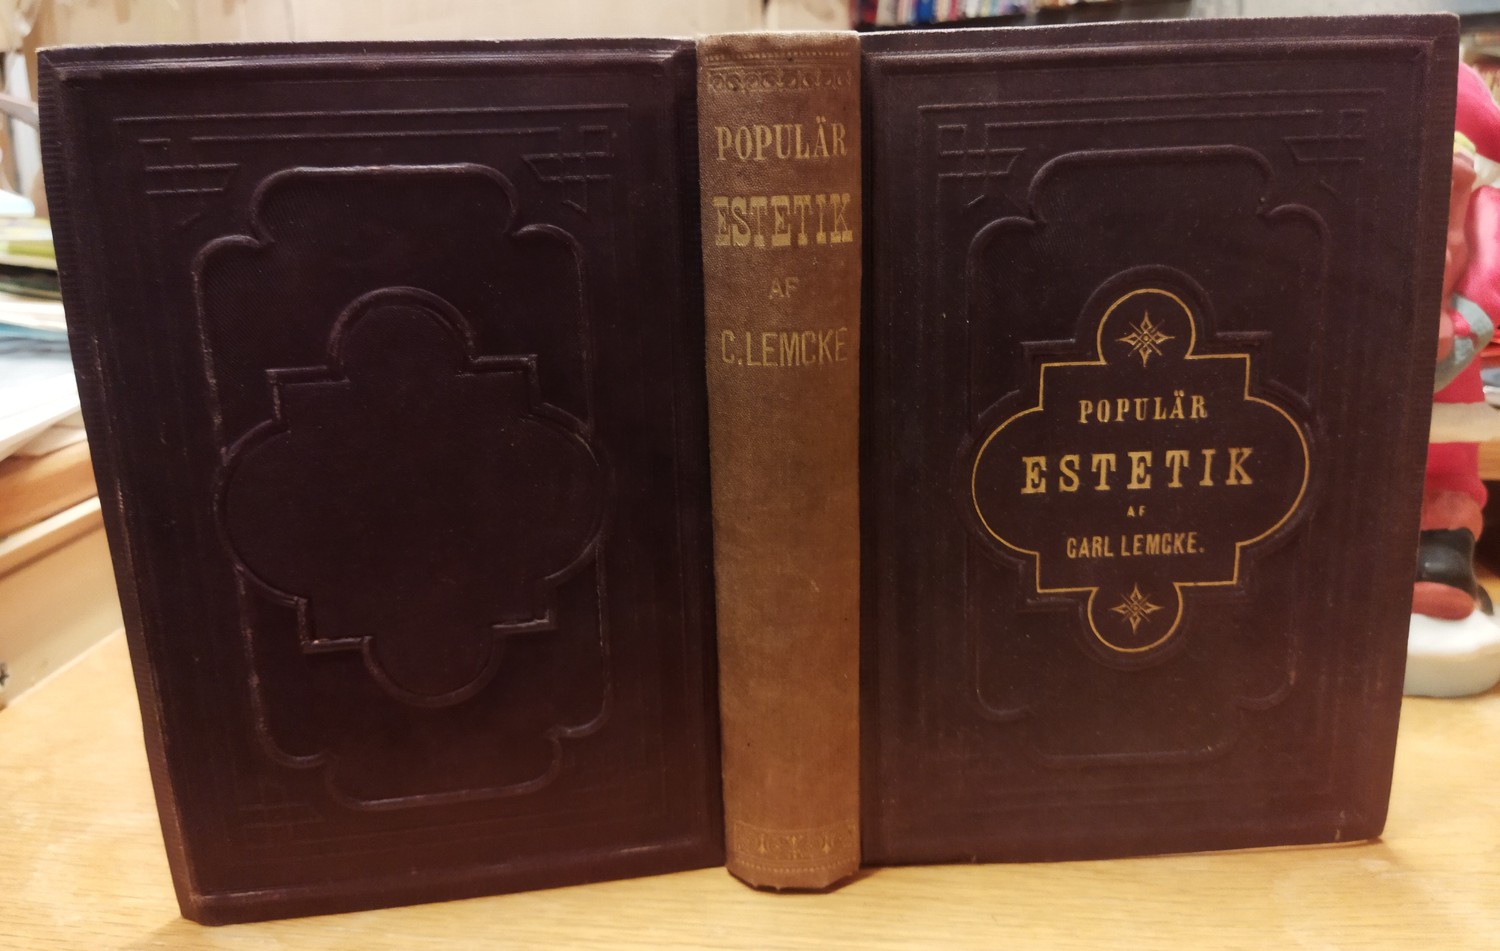 POPULÄR
ESTETIK
AF
C.LEMCKE
POPULÄR
ESTETIK
AF
CARL LEMCKE.